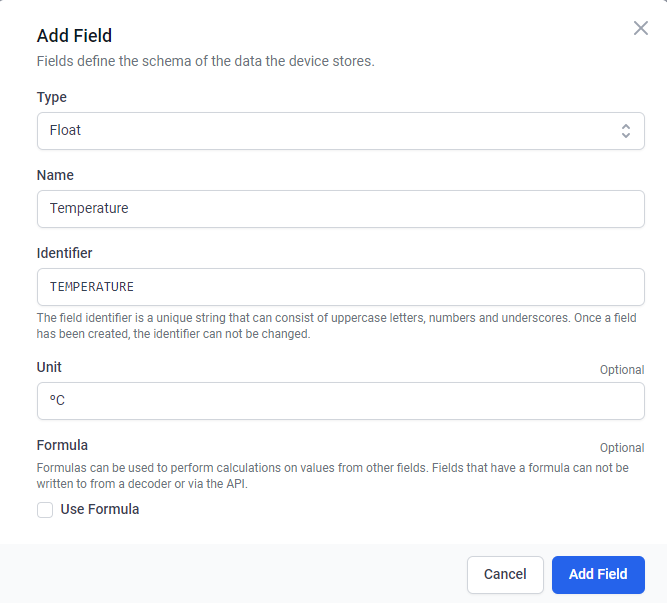 Add Field
Fields define the schema of the data the device stores.
Type
Float
Name
Temperature
Identifier
TEMPERATURE
The field identifier is a unique string that can consist of uppercase letters, numbers and underscores. Once a field
has been created, the identifier can not be changed.
Unit
Optional
ºC
Formula
Optional
Formulas can be used to perform calculations on values from other fields. Fields that have a formula can not be
written to from a decoder or via the API.
Use Formula
Cancel
Add Field